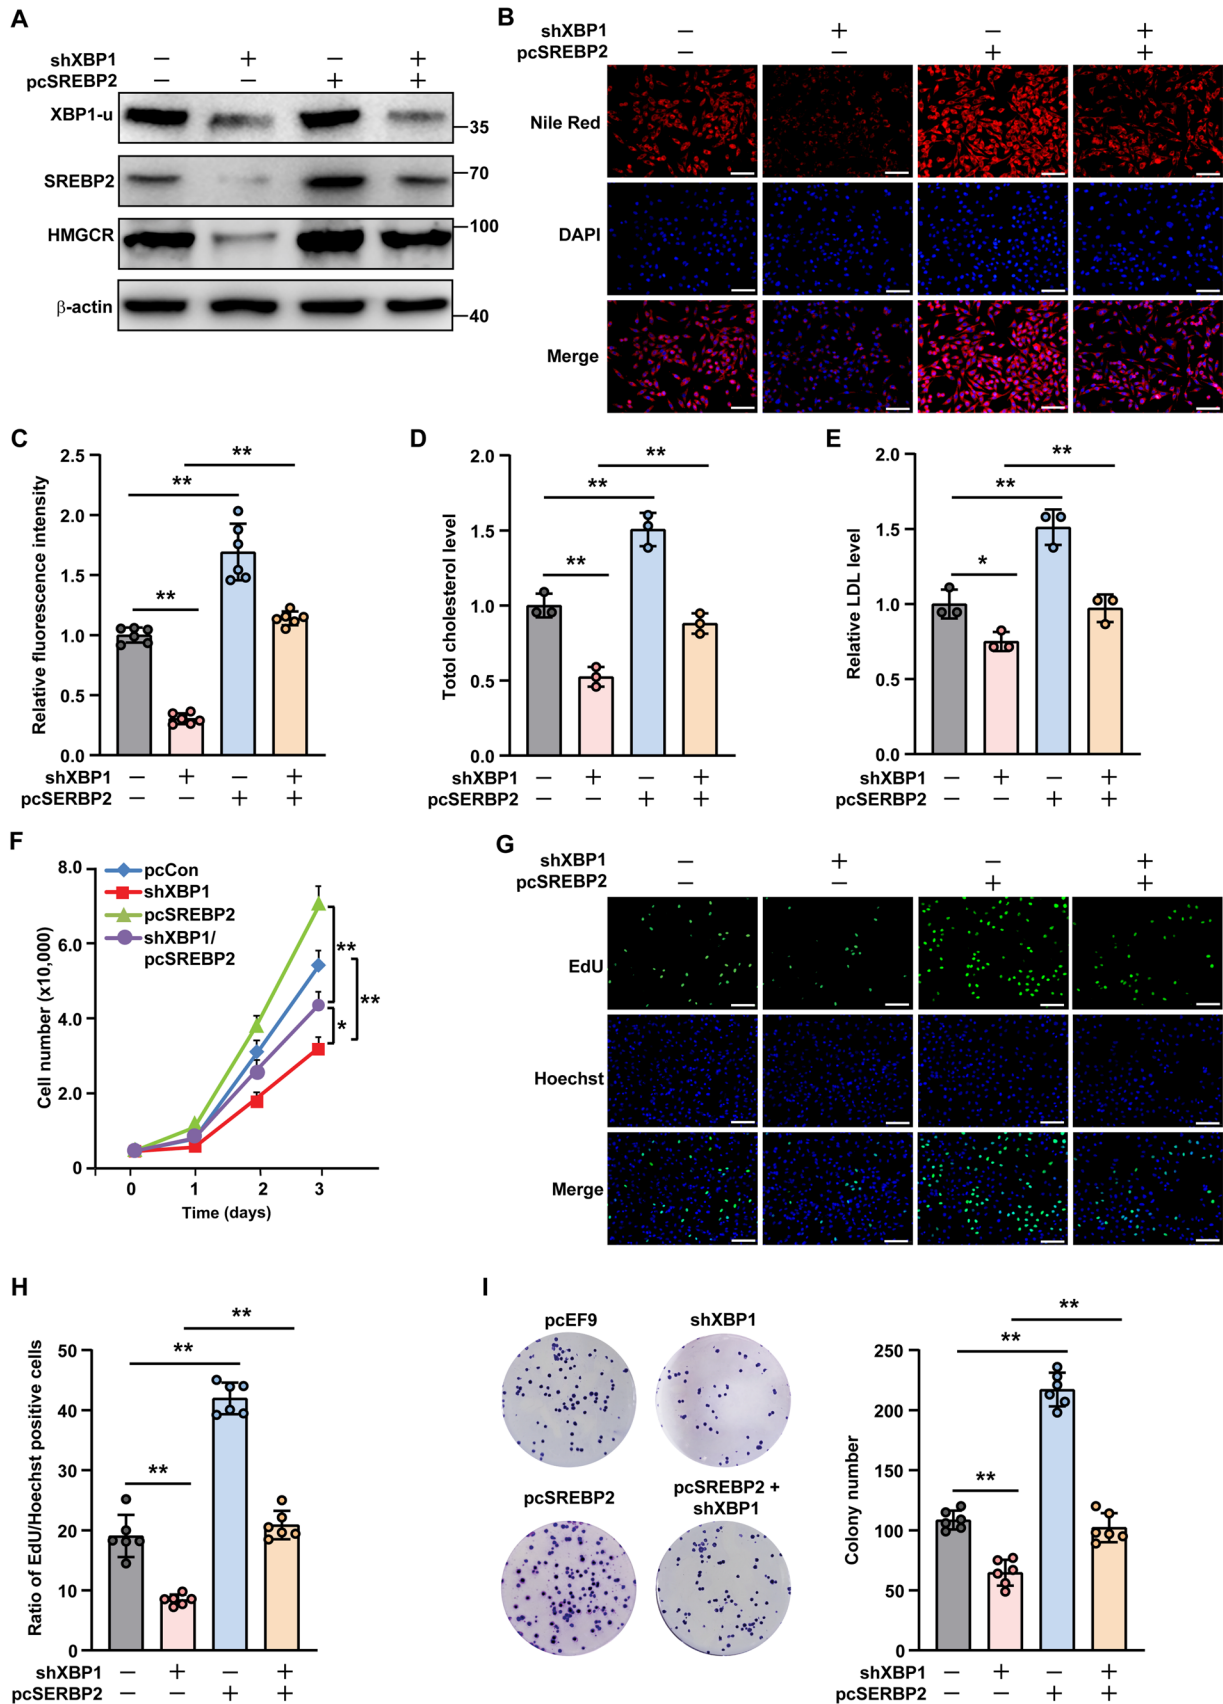 A
shXBP1 − + − +
pcSREBP2 − − + +
XBP1-u
35
SREBP2
70
HMGCR
100
β-actin
40
B
shXBP1 − + − +
pcSREBP2 − − + +
Nile Red
DAPI
Merge
C
Relative fluorescence intensity
2.5
2.0
1.5
1.0
0.5
0.0
**
**
**
shXBP1 − + − +
pcSERBP2 − − + +
D
Totol cholesterol level
2.0
1.5
1.0
0.5
0.0
**
**
**
shXBP1 − + − +
pcSERBP2 − − + +
E
Relative LDL level
2.0
1.5
1.0
0.5
0.0
**
**
*
shXBP1 − + − +
pcSERBP2 − − + +
F
Cell number (x10,000)
8.0
6.0
4.0
2.0
0
pcCon
shXBP1
pcSREBP2
shXBP1/
pcSREBP2
**
**
*
0 1 2 3
Time (days)
G
shXBP1 − + − +
pcSREBP2 − − + +
EdU
Hoechst
Merge
H
Ratio of EdU/Hoechst positive cells
50
40
30
20
10
0
**
**
**
shXBP1 − + − +
pcSERBP2 − − + +
I
pcEF9
shXBP1
pcSREBP2
pcSREBP2 +
shXBP1
Colony number
250
200
150
100
50
0
**
**
**
shXBP1 − + − +
pcSERBP2 − − + +